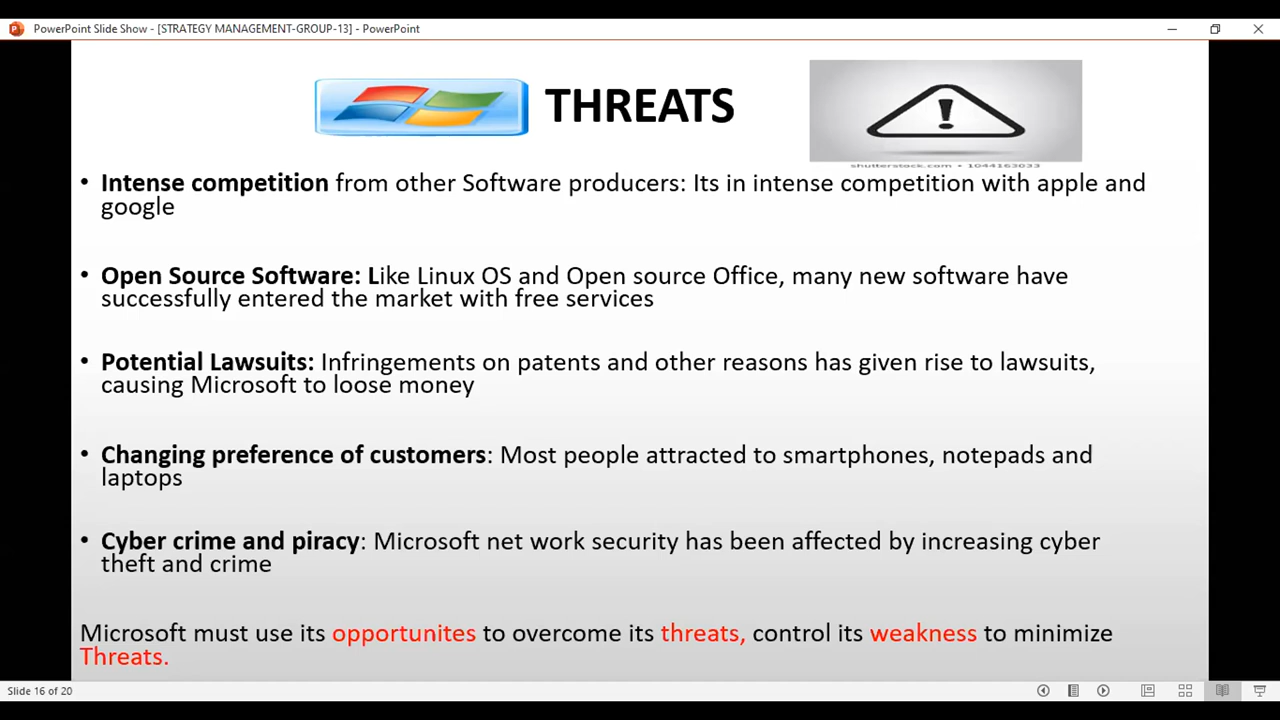 PowerPoint Slide Show - [STRATEGY MANAGEMENT-GROUP-13] - PowerPoint
THREATS
shutterstock.com • 1044163033
• Intense competition from other Software producers: Its in intense competition with apple and
google
• Open Source Software: Like Linux OS and Open source Office, many new software have
successfully entered the market with free services
• Potential Lawsuits: Infringements on patents and other reasons has given rise to lawsuits,
causing Microsoft to loose money
• Changing preference of customers: Most people attracted to smartphones, notepads and
laptops
• Cyber crime and piracy: Microsoft net work security has been affected by increasing cyber
theft and crime
Microsoft must use its opportunites to overcome its threats, control its weakness to minimize
Threats.
Slide 16 of 20